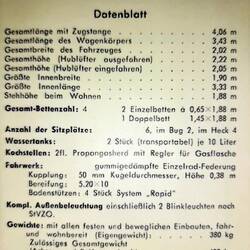 Datenblatt
Gesamtlänge mit Zugstange 4,06 m
Gesamtlänge des Wagenkörpers 3,43 m
Gesamtbreite des Fahrzeuges 2,02 m
Gesamthöhe (Hublüfter ausgefahren) 2,22 m
Gesamthöhe (Hublüfter eingefahren) 2,05 m
Größte Innenbreite 1,90 m
Größte Innenlänge 3,33 m
Stehhöhe beim Wohnen 1,88 m
Gesamt-Bettenzahl: 4 2 Einzelbetten à 0,65×1,88 m
1 Doppelbett 1,45×1,88 m
Anzahl der Sitzplätze: 6, im Bug 2, im Heck 4
Wassertanks: 2 Stück (transportabel) je 10 Liter
Kochstellen: 2fl. Propangasherd mit Regler für Gasflasche
Fahrwerk: gummigedämpfte Einzelrad-Federung
Kupplung: 50 mm Kugeldurchmesser, Höhe 0,38 m
Bereifung: 5.20×10
Bodenstützen: 4 Stück System „Rapid"
Kompl. Außenbeleuchtung einschließlich 2 Blinkleuchten nach
StVZO.
Gewichte: mit allen festen und beweglichen Einbauten, fahr-
und wohnbereit (Eigengewicht) 380 kg
Zulässiges Gesamtgewicht